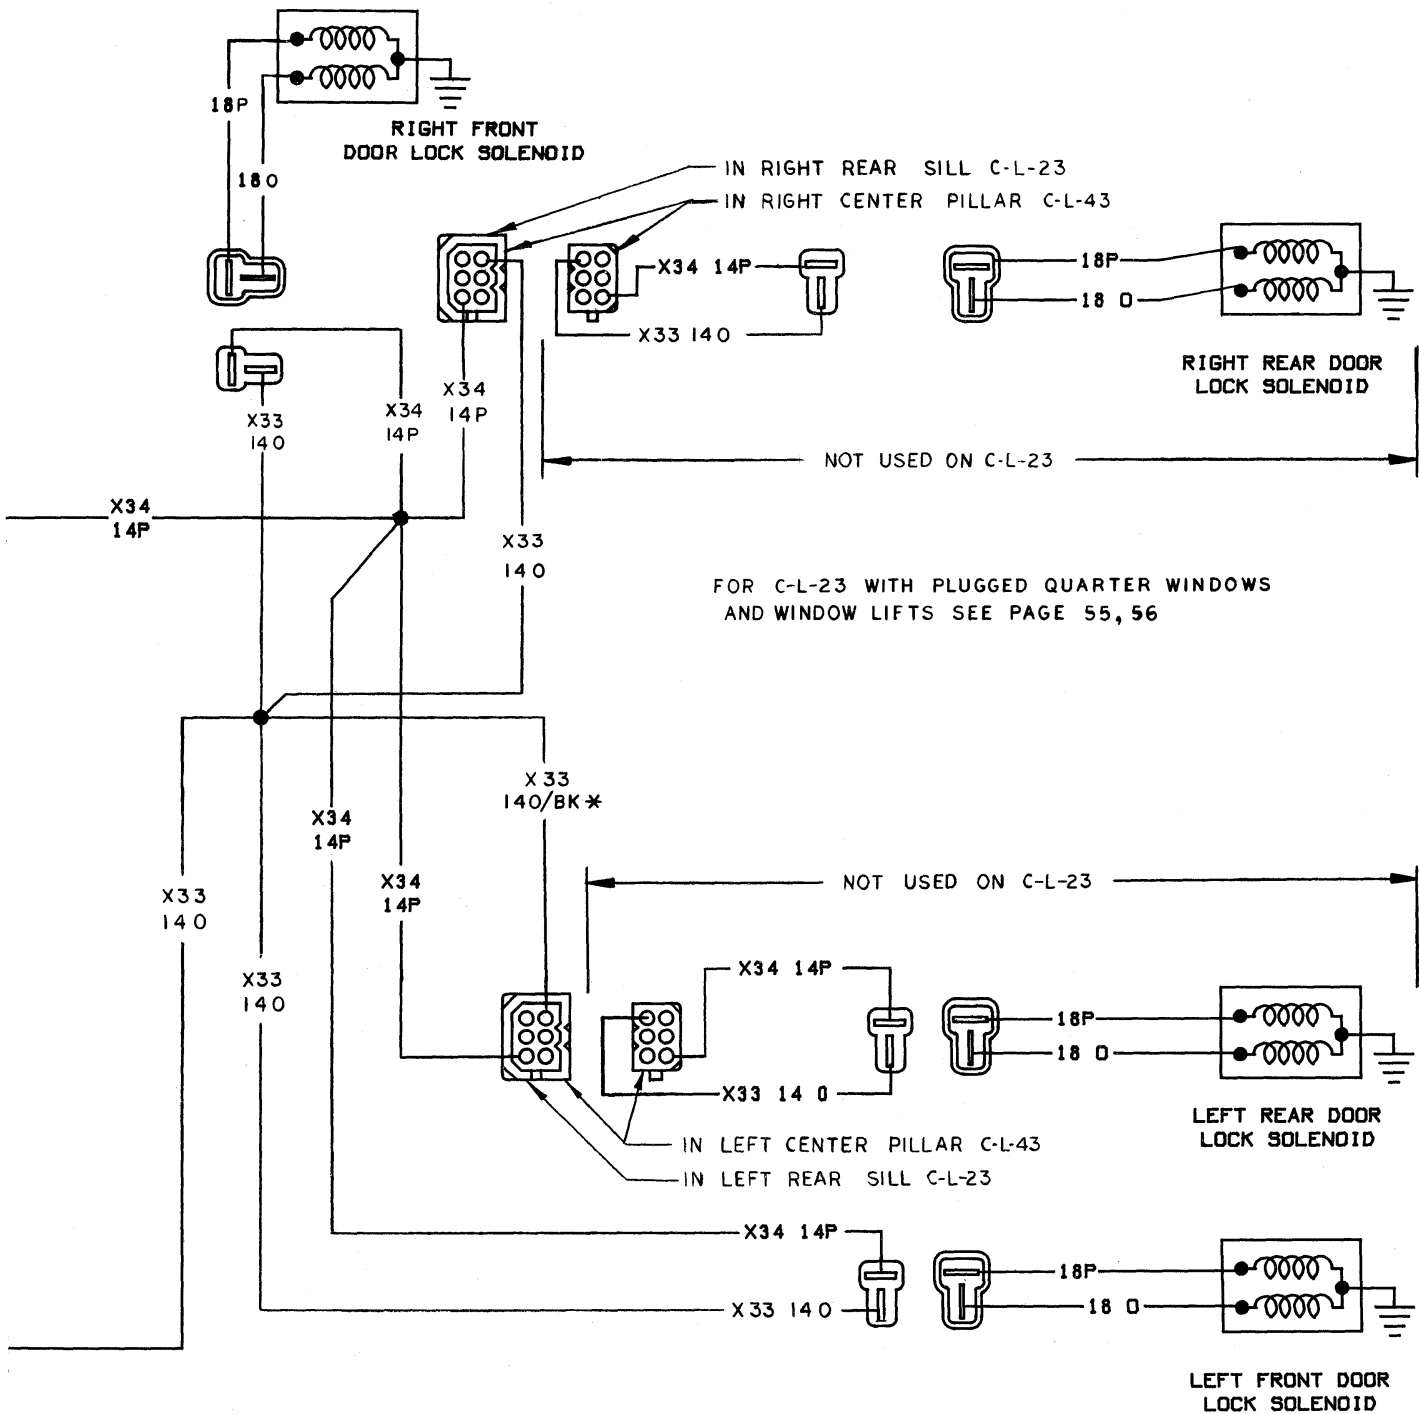 18P
RIGHT FRONT
DOOR LOCK SOLENOID
18 O
IN RIGHT REAR SILL C-L-23
IN RIGHT CENTER PILLAR C-L-43
X34 14P
18P
18 O
X33 14O
RIGHT REAR DOOR
LOCK SOLENOID
X34
14P
X34
14P
X33
14O
NOT USED ON C-L-23
X34
14P
X33
14O
FOR C-L-23 WITH PLUGGED QUARTER WINDOWS
AND WINDOW LIFTS SEE PAGE 55, 56
X33
14O/BK*
X34
14P
X34
14P
NOT USED ON C-L-23
X33
14O
X33
14O
X34 14P
18P
18 O
X33 14 O
LEFT REAR DOOR
LOCK SOLENOID
IN LEFT CENTER PILLAR C-L-43
IN LEFT REAR SILL C-L-23
X34 14P
18P
X33 14O
18 O
LEFT FRONT DOOR
LOCK SOLENOID